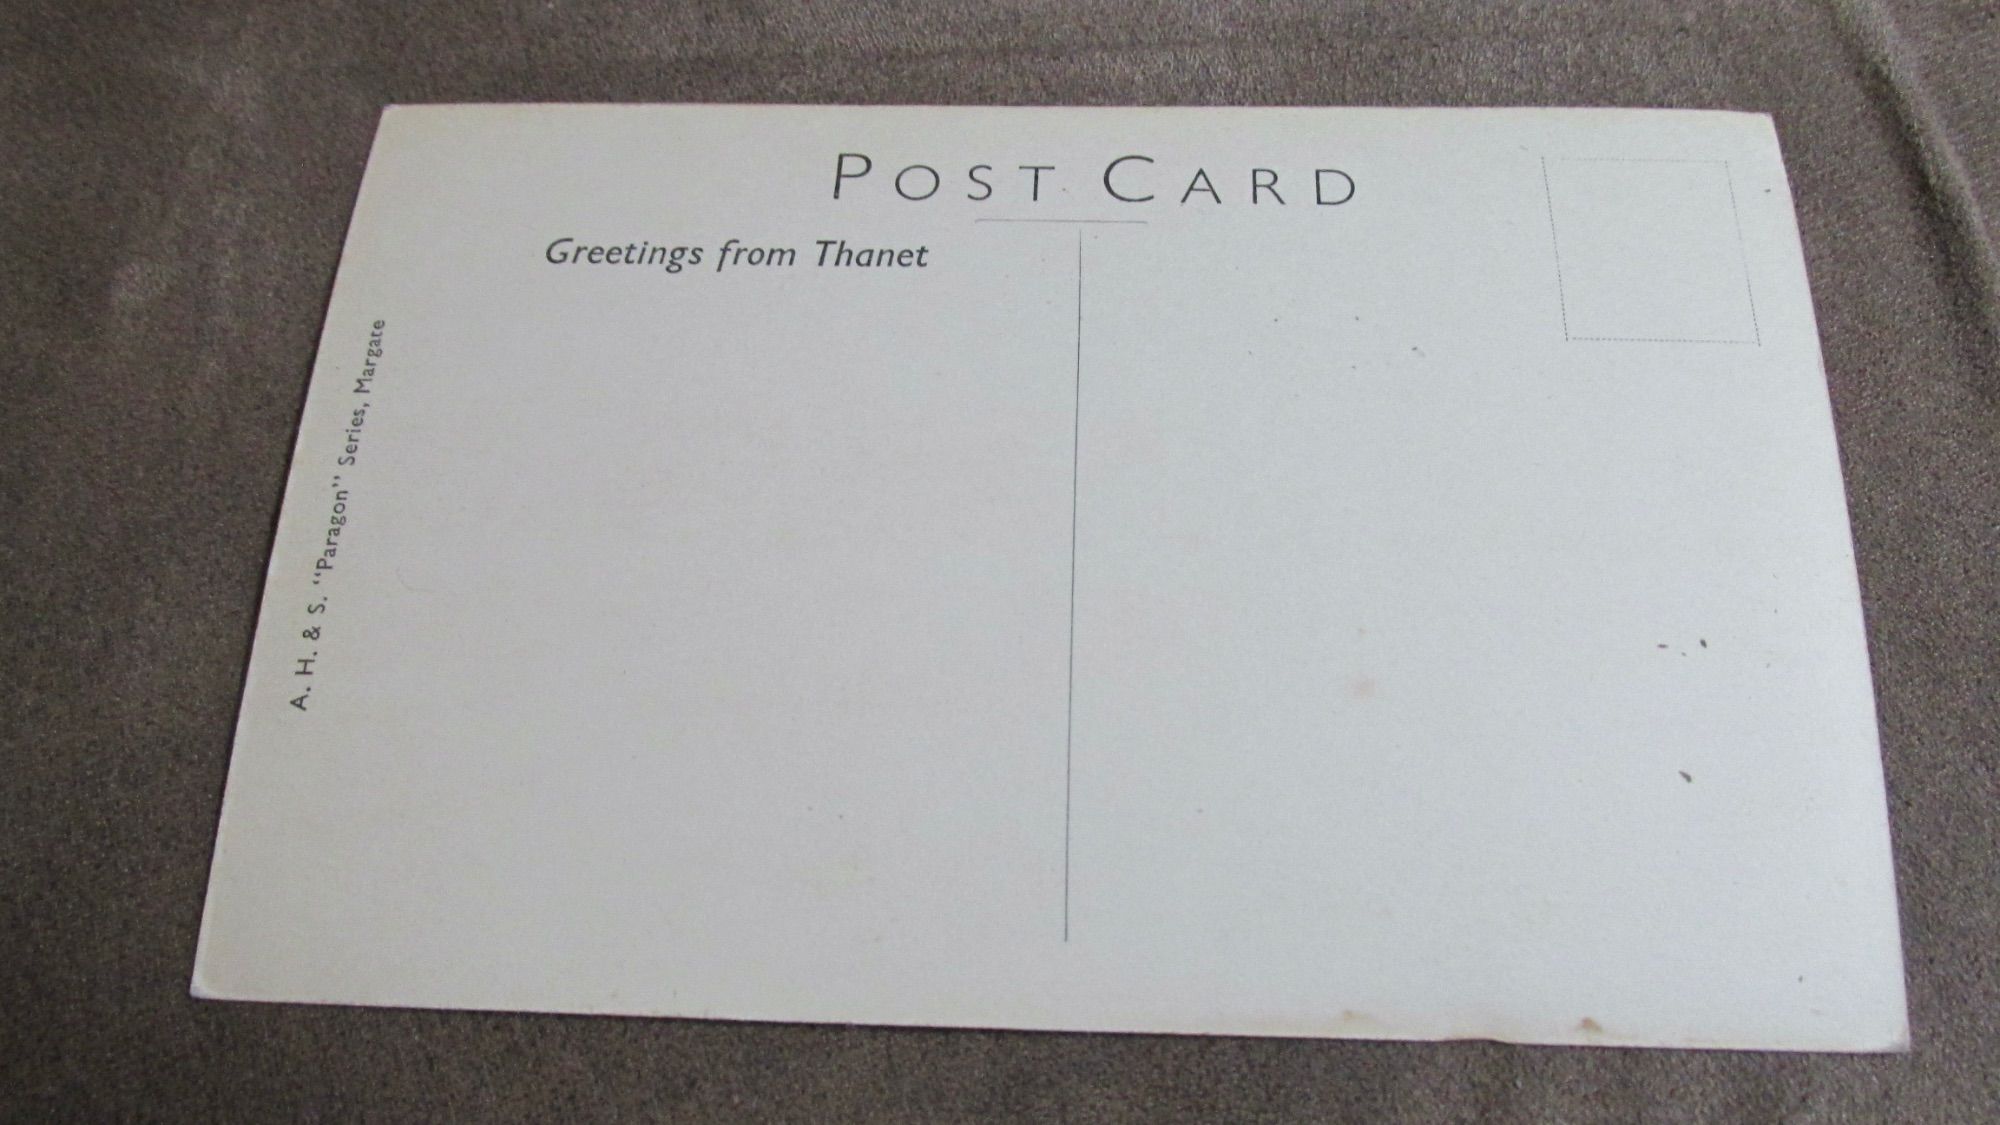 POST CARD
Greetings from Thanet
A. H. & S. "Paragon" Series, Margate